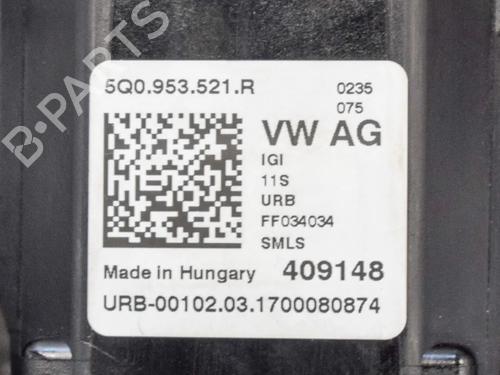 B-PARTS
5Q0.953.521.R
0235
075
VW AG
IGI
11S
URB
FF034034
SMLS
Made in Hungary 409148
URB-00102.03.1700080874